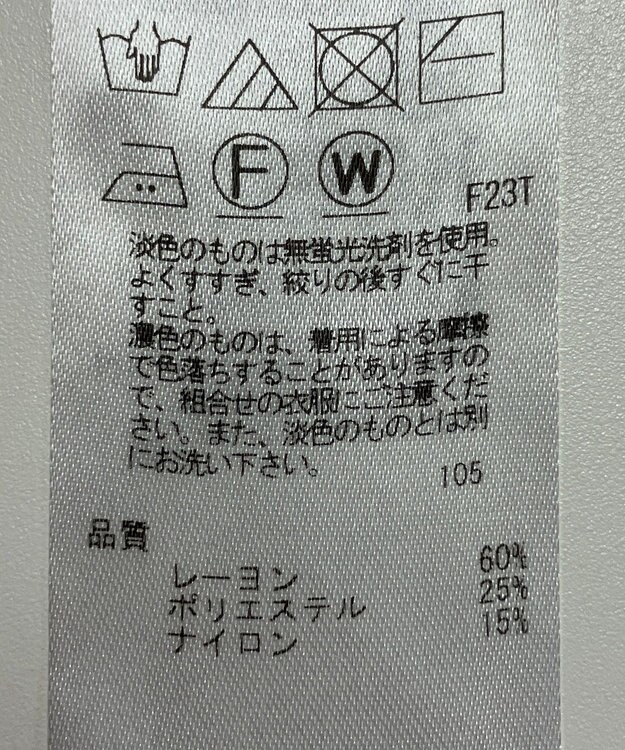 F
W
F23T
淡色のものは無蛍光洗剤を使用。
よくすすぎ、絞りの後すぐに干
すこと。
濃色のものは、着用による摩擦
で色落ちすることがありますの
で、組合せの衣服にご注意くだ
さい。また、淡色のものとは別
にお洗い下さい。
105
品質
レーヨン 60%
ポリエステル 25%
ナイロン 15%